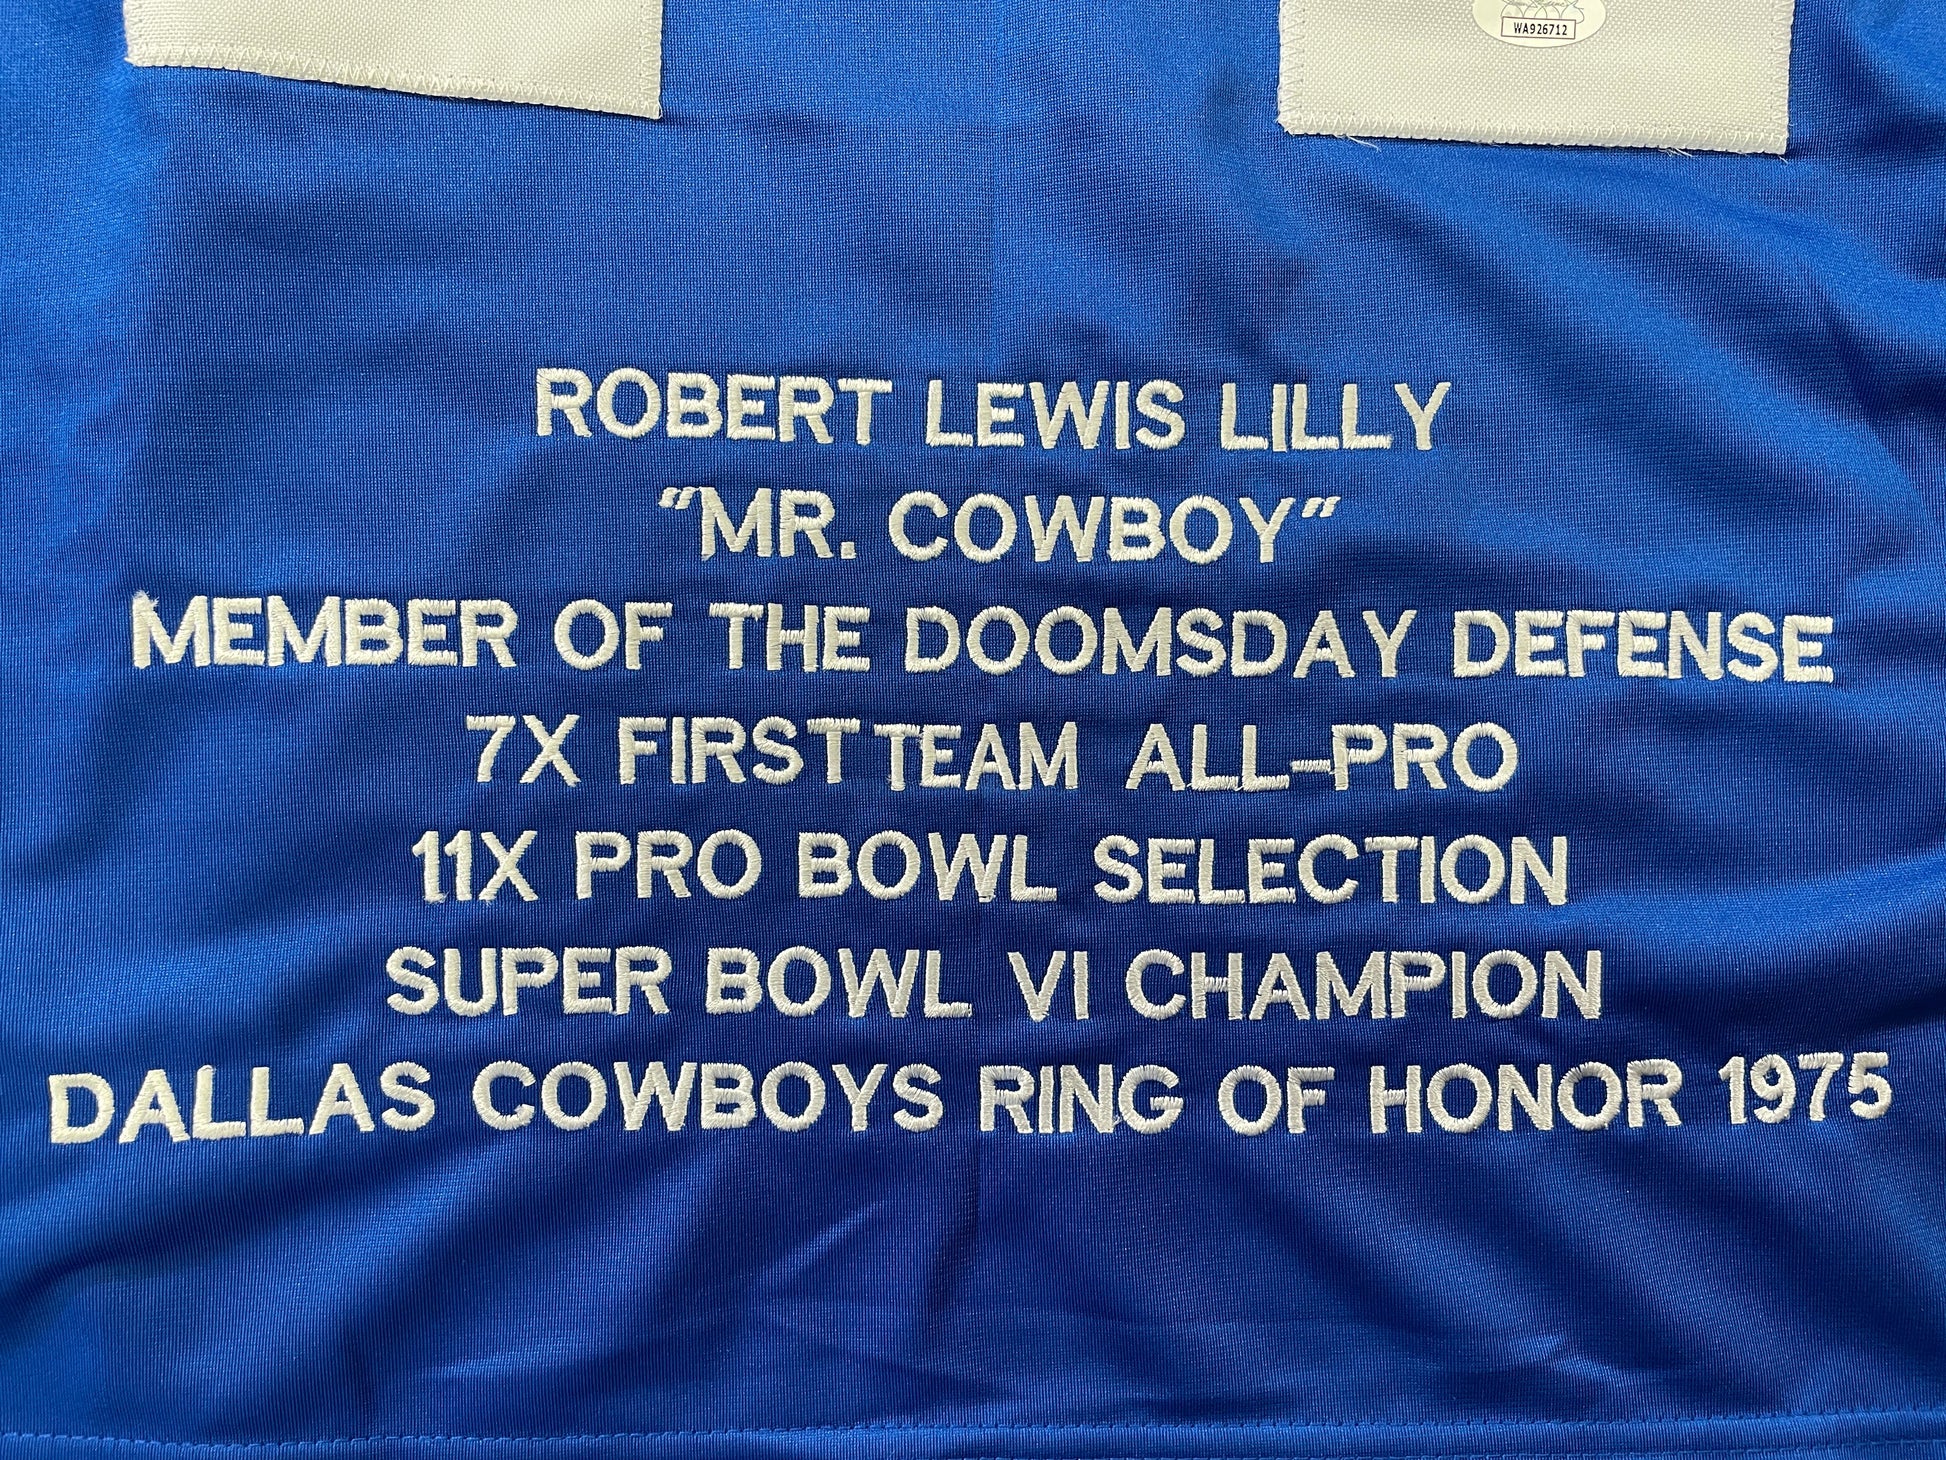 WA926712
ROBERT LEWIS LILLY
“MR. COWBOY”
MEMBER OF THE DOOMSDAY DEFENSE
7X FIRST TEAM ALL-PRO
11X PRO BOWL SELECTION
SUPER BOWL VI CHAMPION
DALLAS COWBOYS RING OF HONOR 1975